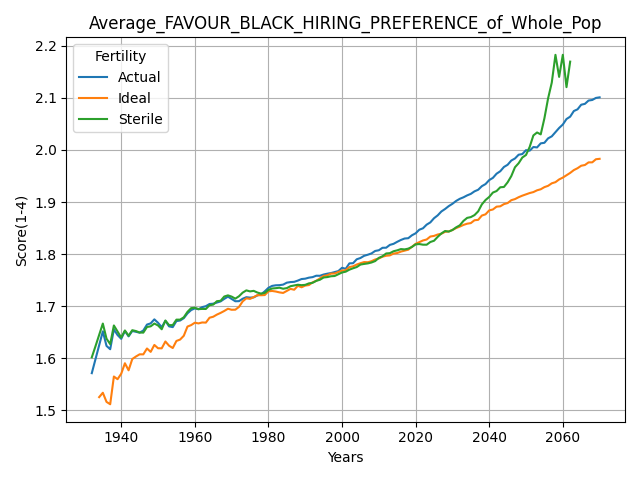 Average_FAVOUR_BLACK_HIRING_PREFERENCE_of_Whole_Pop
Fertility
Actual
Ideal
Sterile
Score(1-4)
2.2
2.1
2.0
1.9
1.8
1.7
1.6
1.5
1940 1960 1980 2000 2020 2040 2060
Years